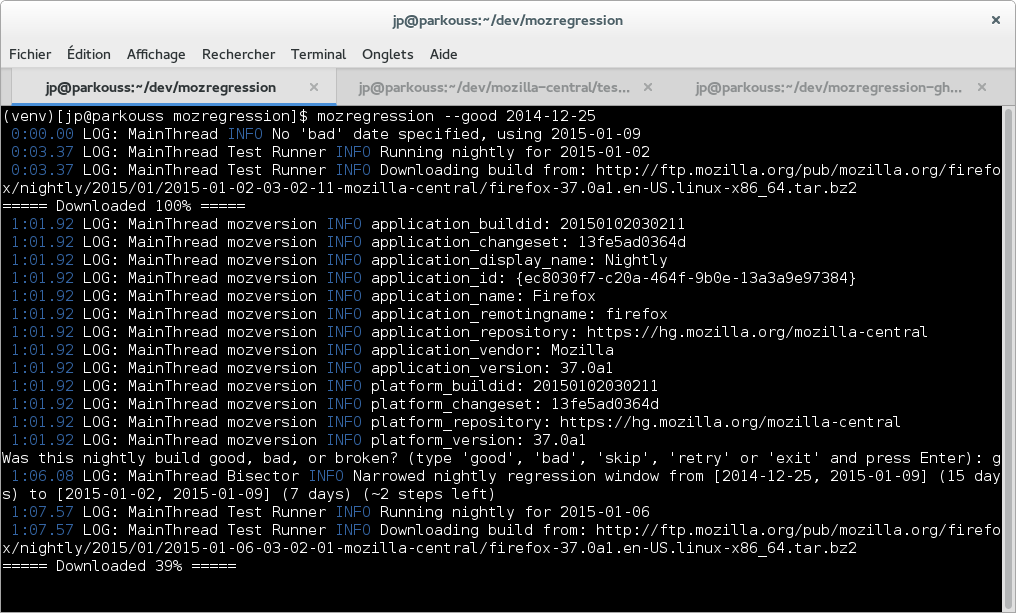 jp@parkouss:~/dev/mozregression ×
Fichier Édition Affichage Rechercher Terminal Onglets Aide
jp@parkouss:~/dev/mozregression × jp@parkouss:~/dev/mozilla-central/tes... × jp@parkouss:~/dev/mozregression-gh... ×
(venv)[jp@parkouss mozregression]$ mozregression --good 2014-12-25
0:00.00 LOG: MainThread INFO No 'bad' date specified, using 2015-01-09
0:03.37 LOG: MainThread Test Runner INFO Running nightly for 2015-01-02
0:03.37 LOG: MainThread Test Runner INFO Downloading build from: http://ftp.mozilla.org/pub/mozilla.org/firefo
x/nightly/2015/01/2015-01-02-03-02-11-mozilla-central/firefox-37.0a1.en-US.linux-x86_64.tar.bz2
===== Downloaded 100% =====
1:01.92 LOG: MainThread mozversion INFO application_buildid: 20150102030211
1:01.92 LOG: MainThread mozversion INFO application_changeset: 13fe5ad0364d
1:01.92 LOG: MainThread mozversion INFO application_display_name: Nightly
1:01.92 LOG: MainThread mozversion INFO application_id: {ec8030f7-c20a-464f-9b0e-13a3a9e97384}
1:01.92 LOG: MainThread mozversion INFO application_name: Firefox
1:01.92 LOG: MainThread mozversion INFO application_remotingname: firefox
1:01.92 LOG: MainThread mozversion INFO application_repository: https://hg.mozilla.org/mozilla-central
1:01.92 LOG: MainThread mozversion INFO application_vendor: Mozilla
1:01.92 LOG: MainThread mozversion INFO application_version: 37.0a1
1:01.92 LOG: MainThread mozversion INFO platform_buildid: 20150102030211
1:01.92 LOG: MainThread mozversion INFO platform_changeset: 13fe5ad0364d
1:01.92 LOG: MainThread mozversion INFO platform_repository: https://hg.mozilla.org/mozilla-central
1:01.92 LOG: MainThread mozversion INFO platform_version: 37.0a1
Was this nightly build good, bad, or broken? (type 'good', 'bad', 'skip', 'retry' or 'exit' and press Enter): g
1:06.08 LOG: MainThread Bisector INFO Narrowed nightly regression window from [2014-12-25, 2015-01-09] (15 day
s) to [2015-01-02, 2015-01-09] (7 days) (~2 steps left)
1:07.57 LOG: MainThread Test Runner INFO Running nightly for 2015-01-06
1:07.57 LOG: MainThread Test Runner INFO Downloading build from: http://ftp.mozilla.org/pub/mozilla.org/firefo
x/nightly/2015/01/2015-01-06-03-02-01-mozilla-central/firefox-37.0a1.en-US.linux-x86_64.tar.bz2
===== Downloaded 39% =====